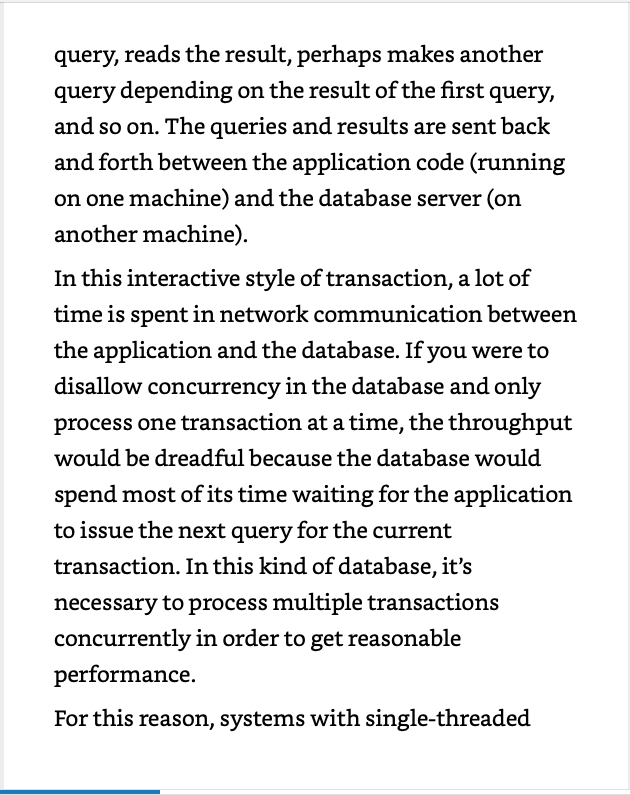 query, reads the result, perhaps makes another
query depending on the result of the first query,
and so on. The queries and results are sent back
and forth between the application code (running
on one machine) and the database server (on
another machine).
In this interactive style of transaction, a lot of
time is spent in network communication between
the application and the database. If you were to
disallow concurrency in the database and only
process one transaction at a time, the throughput
would be dreadful because the database would
spend most of its time waiting for the application
to issue the next query for the current
transaction. In this kind of database, it’s
necessary to process multiple transactions
concurrently in order to get reasonable
performance.
For this reason, systems with single-threaded